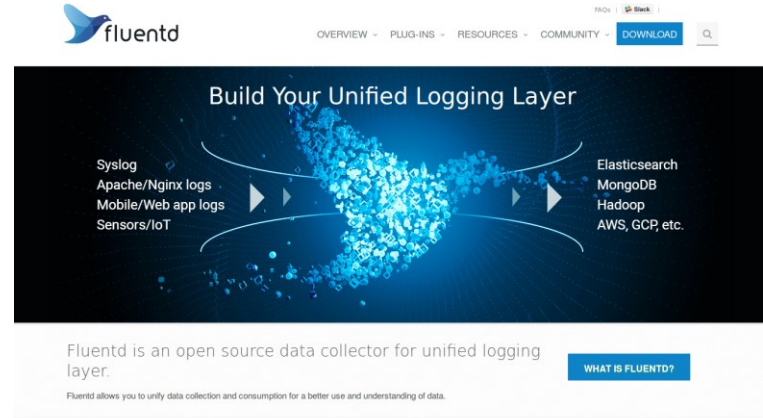 FAQs | Slack |
fluentd
OVERVIEW PLUG-INS RESOURCES COMMUNITY DOWNLOAD
Build Your Unified Logging Layer
Syslog
Apache/Nginx logs
Mobile/Web app logs
Sensors/IoT
Elasticsearch
MongoDB
Hadoop
AWS, GCP, etc.
Fluentd is an open source data collector for unified logging
layer.
WHAT IS FLUENTD?
Fluentd allows you to unify data collection and consumption for a better use and understanding of data.